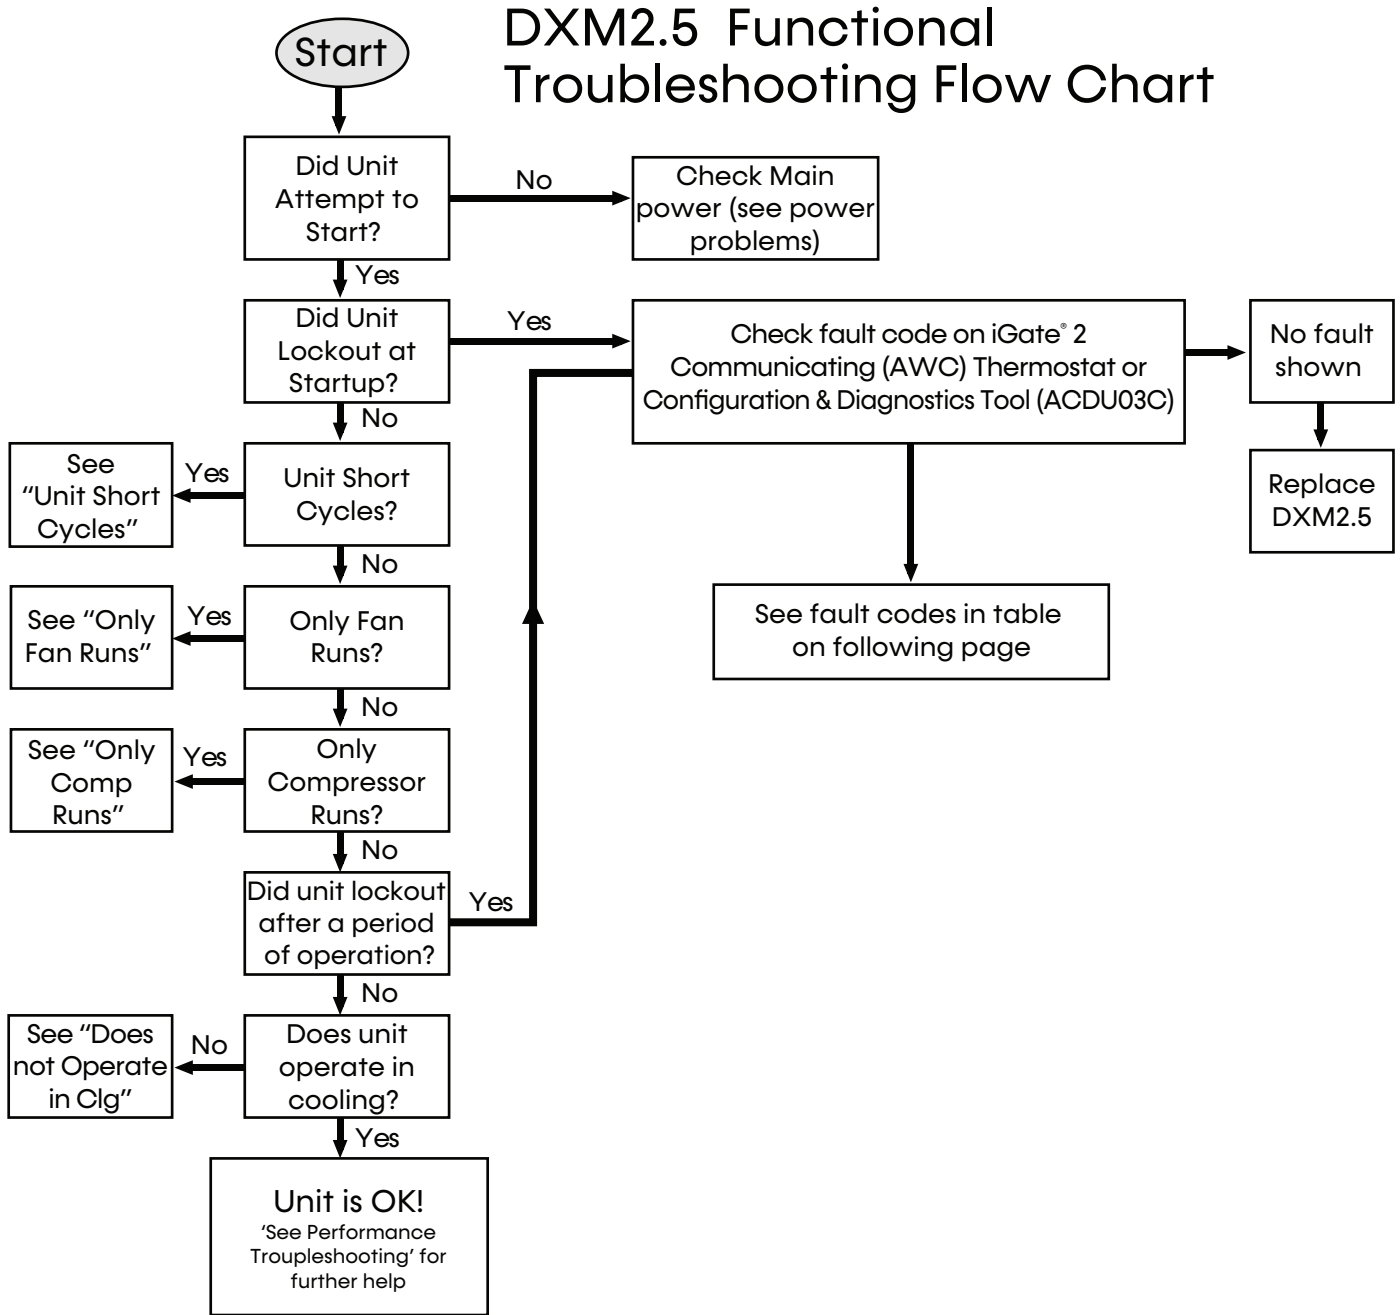 DXM2.5 Functional
Troubleshooting Flow Chart
Start
Did Unit
Attempt to
Start?
No
Check Main
power (see power
problems)
Yes
Did Unit
Lockout at
Startup?
Yes
Check fault code on iGate® 2
Communicating (AWC) Thermostat or
Configuration & Diagnostics Tool (ACDU03C)
No fault
shown
Replace
DXM2.5
See fault codes in table
on following page
No
Unit Short
Cycles?
Yes
See
“Unit Short
Cycles”
No
Only Fan
Runs?
Yes
See “Only
Fan Runs”
No
Only
Compressor
Runs?
Yes
See “Only
Comp
Runs”
No
Did unit lockout
after a period
of operation?
Yes
No
Does unit
operate in
cooling?
No
See “Does
not Operate
in Clg”
Yes
Unit is OK!
‘See Performance
Troupleshooting’ for
further help